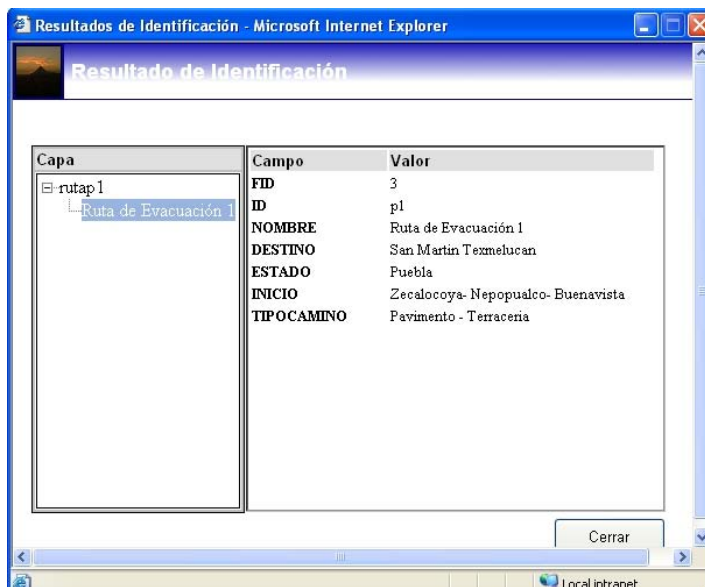 Resultados de Identificación - Microsoft Internet Explorer
Resultado de Identificación
Capa
rutap1
Ruta de Evacuación 1
Campo Valor
FID 3
ID p1
NOMBRE Ruta de Evacuación 1
DESTINO San Martin Texmelucan
ESTADO Puebla
INICIO Zecalocoya- Nepopualco- Buenavista
TIPOCAMINO Pavimento - Terraceria
Cerrar
Local intranet